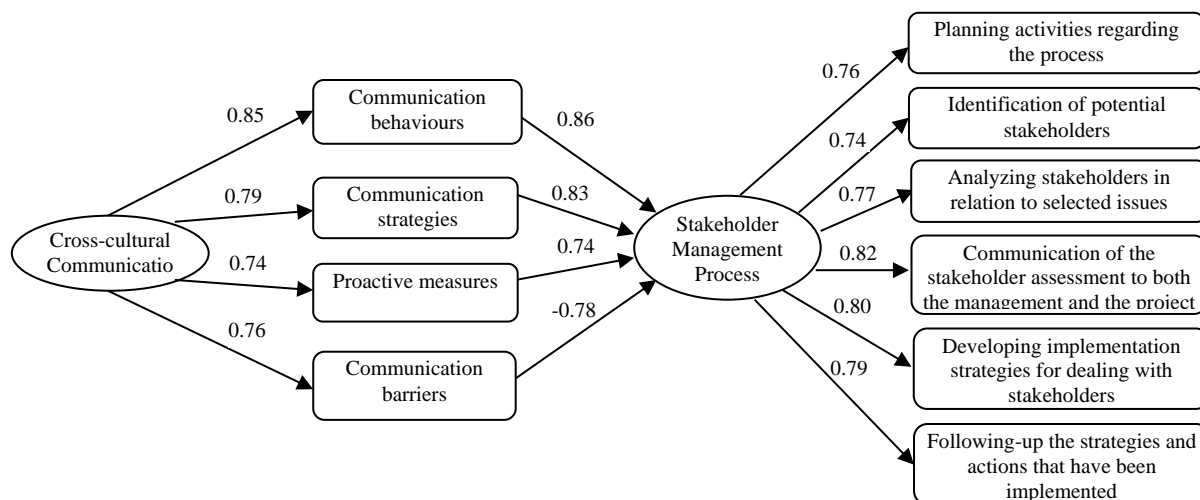 Cross-cultural
Communicatio
0.85
0.79
0.74
0.76
Communication
behaviours
Communication
strategies
Proactive measures
Communication
barriers
0.86
0.83
0.74
-0.78
Stakeholder
Management
Process
0.76
0.74
0.77
0.82
0.80
0.79
Planning activities regarding
the process
Identification of potential
stakeholders
Analyzing stakeholders in
relation to selected issues
Communication of the
stakeholder assessment to both
the management and the project
Developing implementation
strategies for dealing with
stakeholders
Following-up the strategies and
actions that have been
implemented